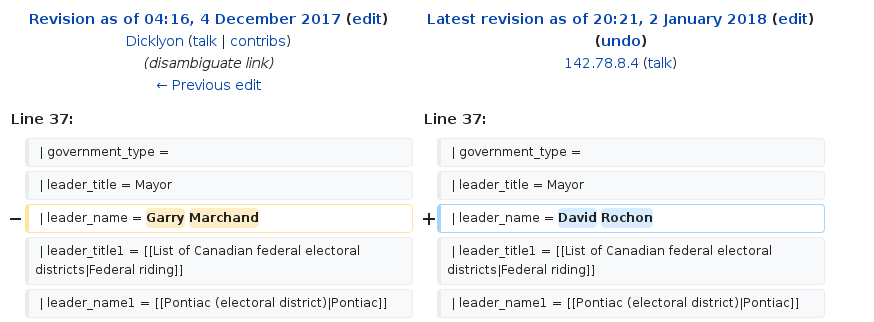 Revision as of 04:16, 4 December 2017 (edit)
Dicklyon (talk | contribs)
(disambiguate link)
← Previous edit
Latest revision as of 20:21, 2 January 2018 (edit)
(undo)
142.78.8.4 (talk)
Line 37:
Line 37:
| government_type =
| government_type =
| leader_title = Mayor
| leader_title = Mayor
− | leader_name = Garry Marchand
+ | leader_name = David Rochon
| leader_title1 = [[List of Canadian federal electoral
districts|Federal riding]]
| leader_title1 = [[List of Canadian federal electoral
districts|Federal riding]]
| leader_name1 = [[Pontiac (electoral district)|Pontiac]]
| leader_name1 = [[Pontiac (electoral district)|Pontiac]]